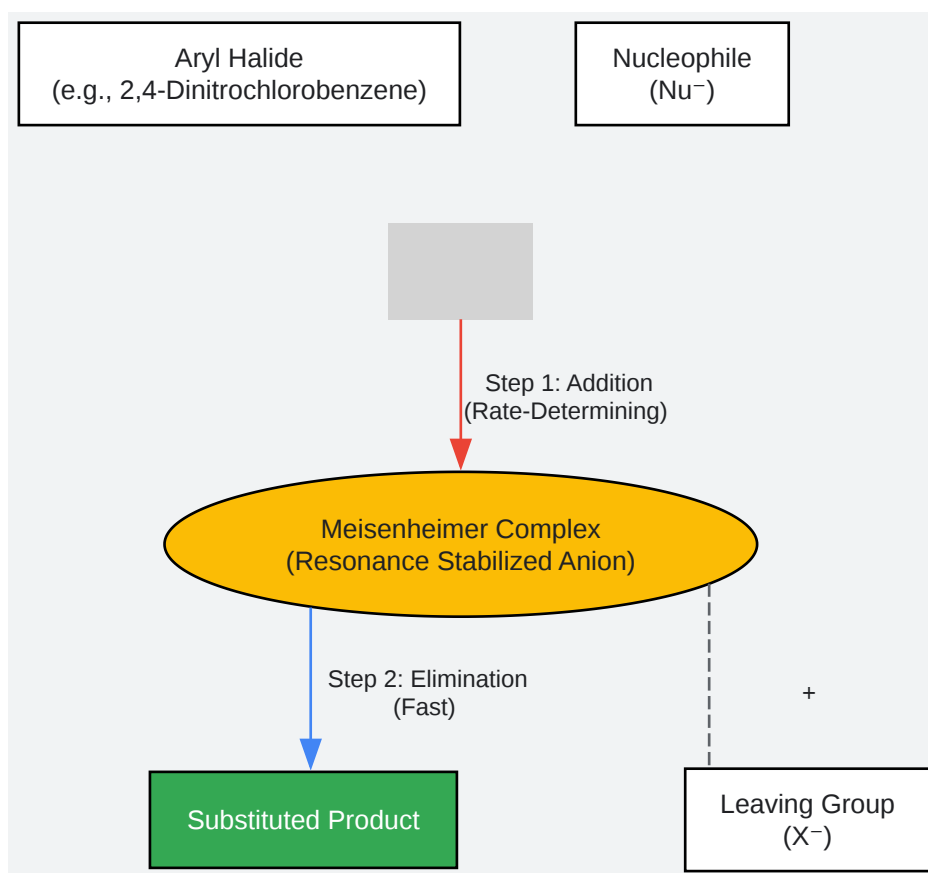 Aryl Halide
(e.g., 2,4-Dinitrochlorobenzene)
Nucleophile
(Nu⁻)
Step 1: Addition
(Rate-Determining)
Meisenheimer Complex
(Resonance Stabilized Anion)
Step 2: Elimination
(Fast)
+
Substituted Product
Leaving Group
(X⁻)